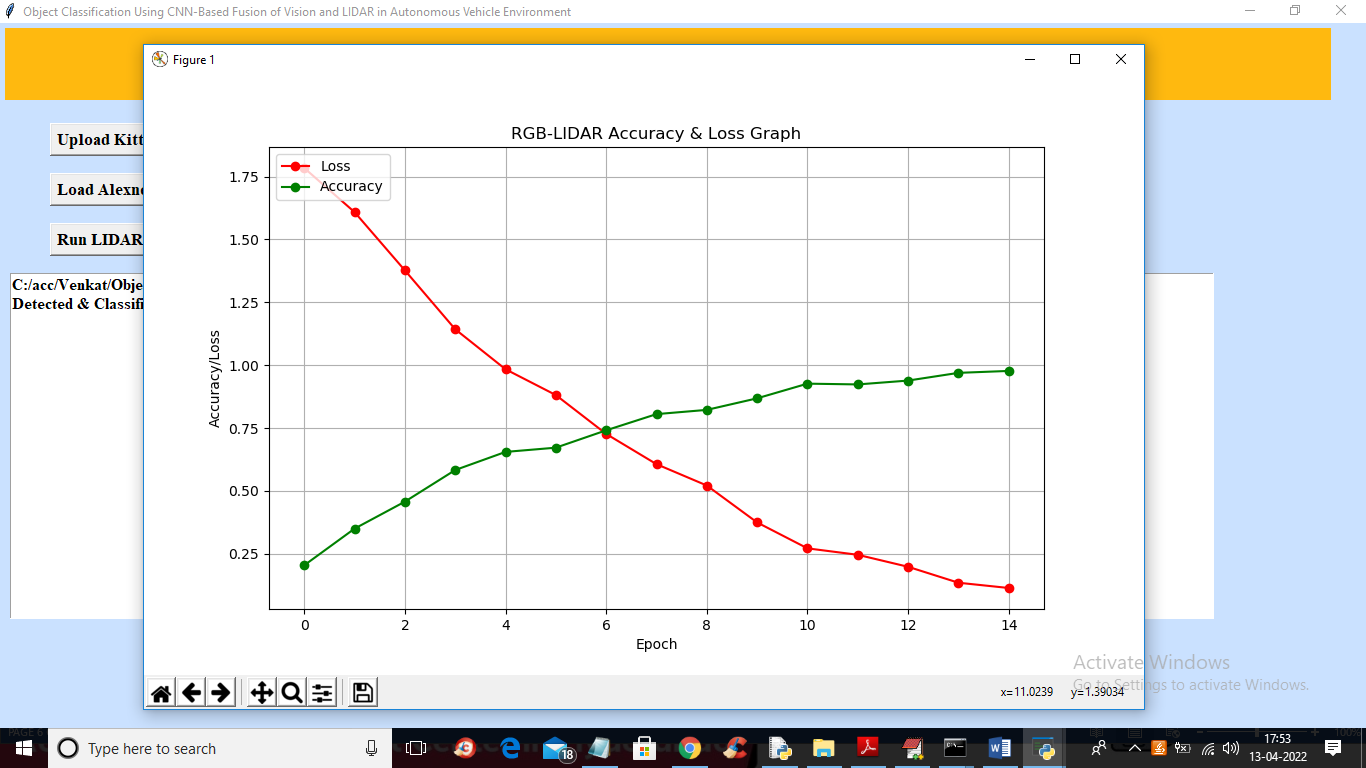 Object Classification Using CNN-Based Fusion of Vision and LIDAR in Autonomous Vehicle Environment
Figure 1
Upload Kitt
Load Alexne
Run LIDAR
C:/acc/Venkat/Obje
Detected & Classifi
RGB-LIDAR Accuracy & Loss Graph
Loss
Accuracy
1.75
1.50
1.25
1.00
0.75
0.50
0.25
Accuracy/Loss
0 2 4 6 8 10 12 14
Epoch
Activate Windows
Go to Settings to activate Windows.
x=11.0239 y=1.39034
PAGE 6
100%
Type here to search
18
17:53
13-04-2022